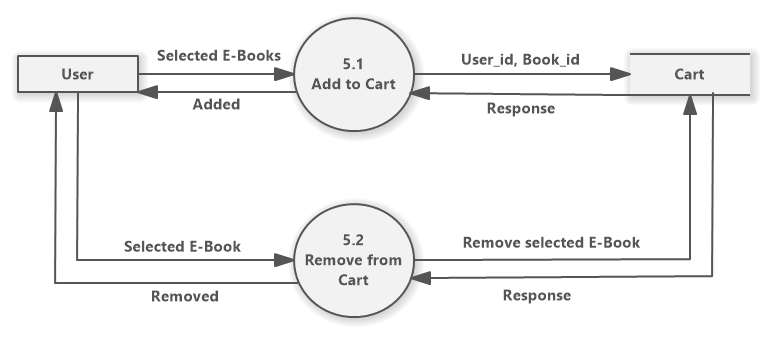 User
Selected E-Books
5.1
Add to Cart
User_id, Book_id
Cart
Added
Response
Selected E-Book
5.2
Remove from
Cart
Remove selected E-Book
Removed
Response